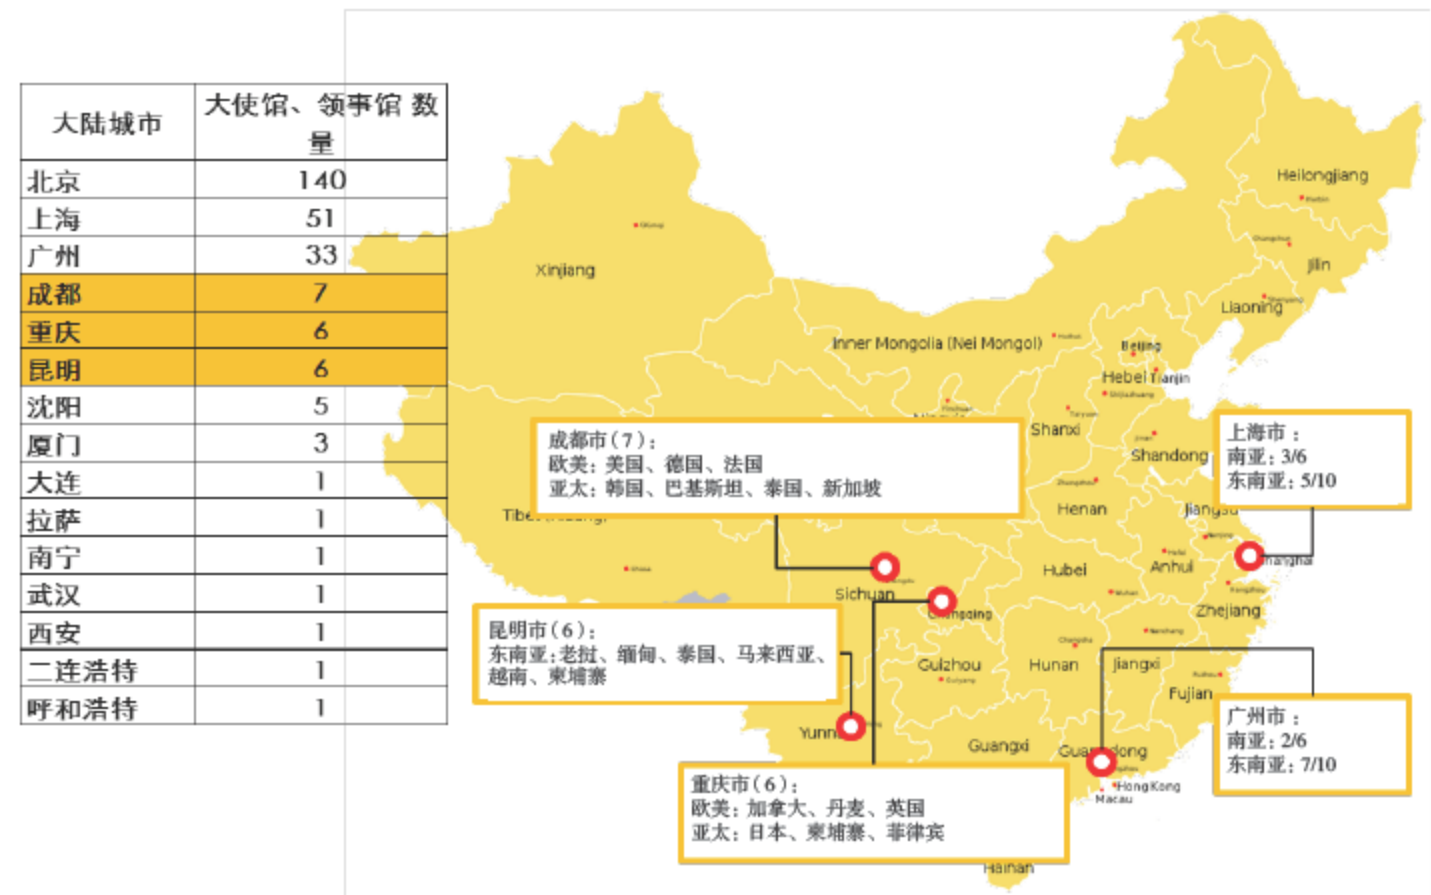 大陆城市 大使馆、领事馆 数
量
北京 140
上海 51
广州 33
成都 7
重庆 6
昆明 6
沈阳 5
厦门 3
大连 1
拉萨 1
南宁 1
武汉 1
西安 1
二连浩特 1
呼和浩特 1
Heilongjiang
Jilin
Liaoning
Xinjiang
Inner Mongolia (Nei Mongol)
Beijing
Hebei Tianjin
Shanxi
Shandong
成都市（7）：
欧美：美国、德国、法国
亚太：韩国、巴基斯坦、泰国、新加坡
上海市 ：
南亚：3/6
东南亚：5/10
Henan
Hubei
Anhui
Sichuan
Zhejiang
昆明市（6）：
东南亚：老挝、缅甸、泰国、马来西亚、
越南、柬埔寨
Guizhou
Guiyang
Hunan
Jiangxi
Fujian
Guangxi
广州市 ：
南亚：2/6
东南亚：7/10
重庆市（6）：
欧美：加拿大、丹麦、英国
亚太：日本、柬埔寨、菲律宾
Hong Kong
Macau
Hainan